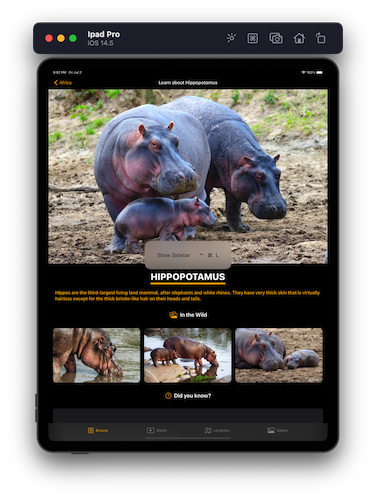 Ipad Pro
iOS 14.5
9:02 PM Fri Jul 2
100%
Africa
Learn about Hippopotamus
Show Sidebar ⌃ ⌘ L
HIPPOPOTAMUS
Hippos are the third-largest living land mammal, after elephants and white rhinos. They have very thick skin that is virtually
hairless except for the thick bristle-like hair on their heads and tails.
In the Wild
Did you know?
Browse
Watch
Locations
Gallery